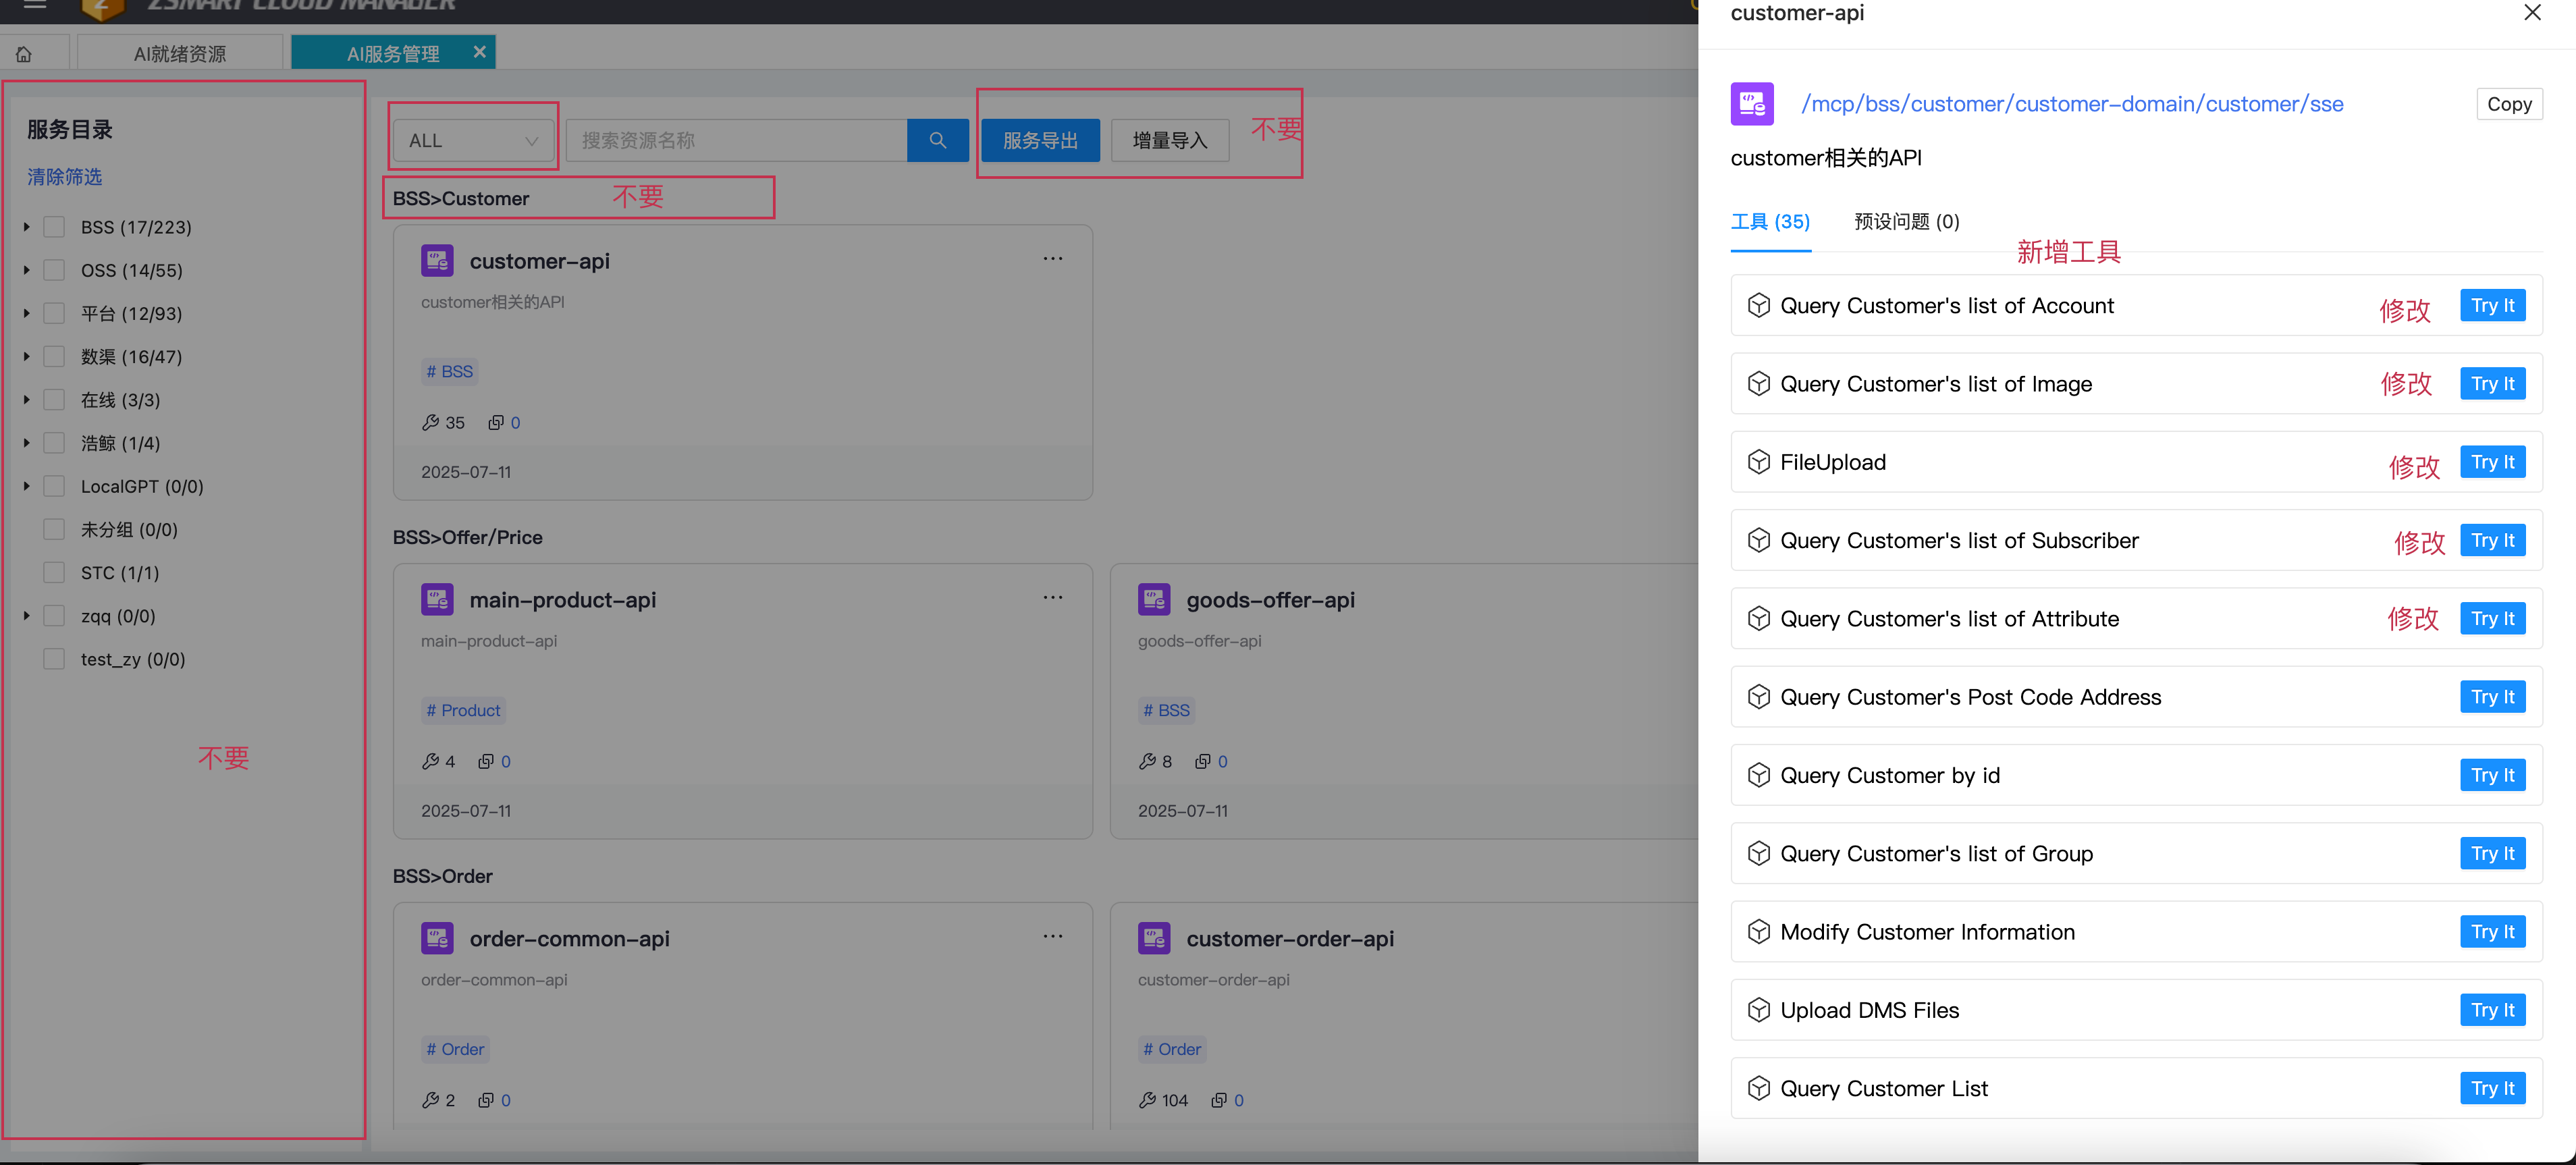 ZSMART CLOUD MANAGER
AI就绪资源
AI服务管理
服务目录
清除筛选
BSS (17/223)
OSS (14/55)
平台 (12/93)
数渠 (16/47)
在线 (3/3)
浩鲸 (1/4)
LocalGPT (0/0)
未分组 (0/0)
STC (1/1)
zqq (0/0)
test_zy (0/0)
不要
ALL
搜索资源名称
服务导出
增量导入
不要
BSS>Customer
不要
customer-api
customer相关的API
# BSS
35
0
2025-07-11
BSS>Offer/Price
main-product-api
main-product-api
# Product
4
0
2025-07-11
goods-offer-api
goods-offer-api
# BSS
8
0
2025-07-11
BSS>Order
order-common-api
order-common-api
# Order
2
0
customer-order-api
customer-order-api
# Order
104
0
customer-api
/mcp/bss/customer/customer-domain/customer/sse
Copy
customer相关的API
工具 (35)
预设问题 (0)
新增工具
Query Customer's list of Account
修改
Try It
Query Customer's list of Image
修改
Try It
FileUpload
修改
Try It
Query Customer's list of Subscriber
修改
Try It
Query Customer's list of Attribute
修改
Try It
Query Customer's Post Code Address
Try It
Query Customer by id
Try It
Query Customer's list of Group
Try It
Modify Customer Information
Try It
Upload DMS Files
Try It
Query Customer List
Try It